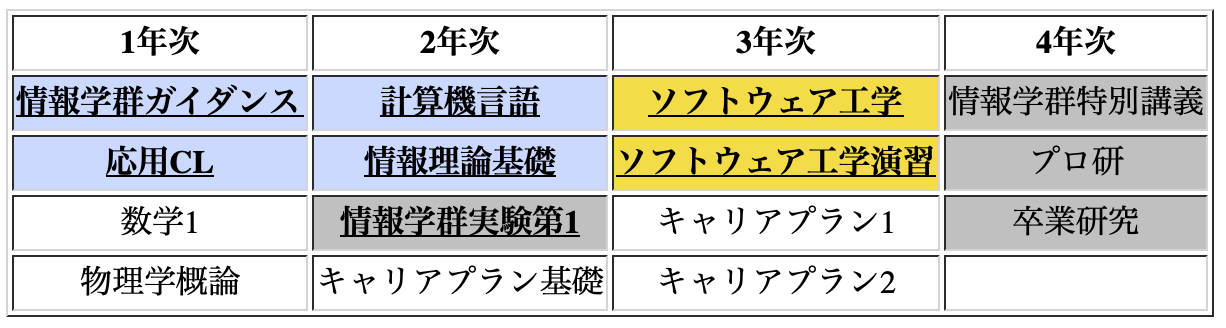 1年次 2年次 3年次 4年次
情報学群ガイダンス 計算機言語 ソフトウェア工学 情報学群特別講義
応用CL 情報理論基礎 ソフトウェア工学演習 プロ研
数学1 情報学群実験第1 キャリアプラン1 卒業研究
物理学概論 キャリアプラン基礎 キャリアプラン2